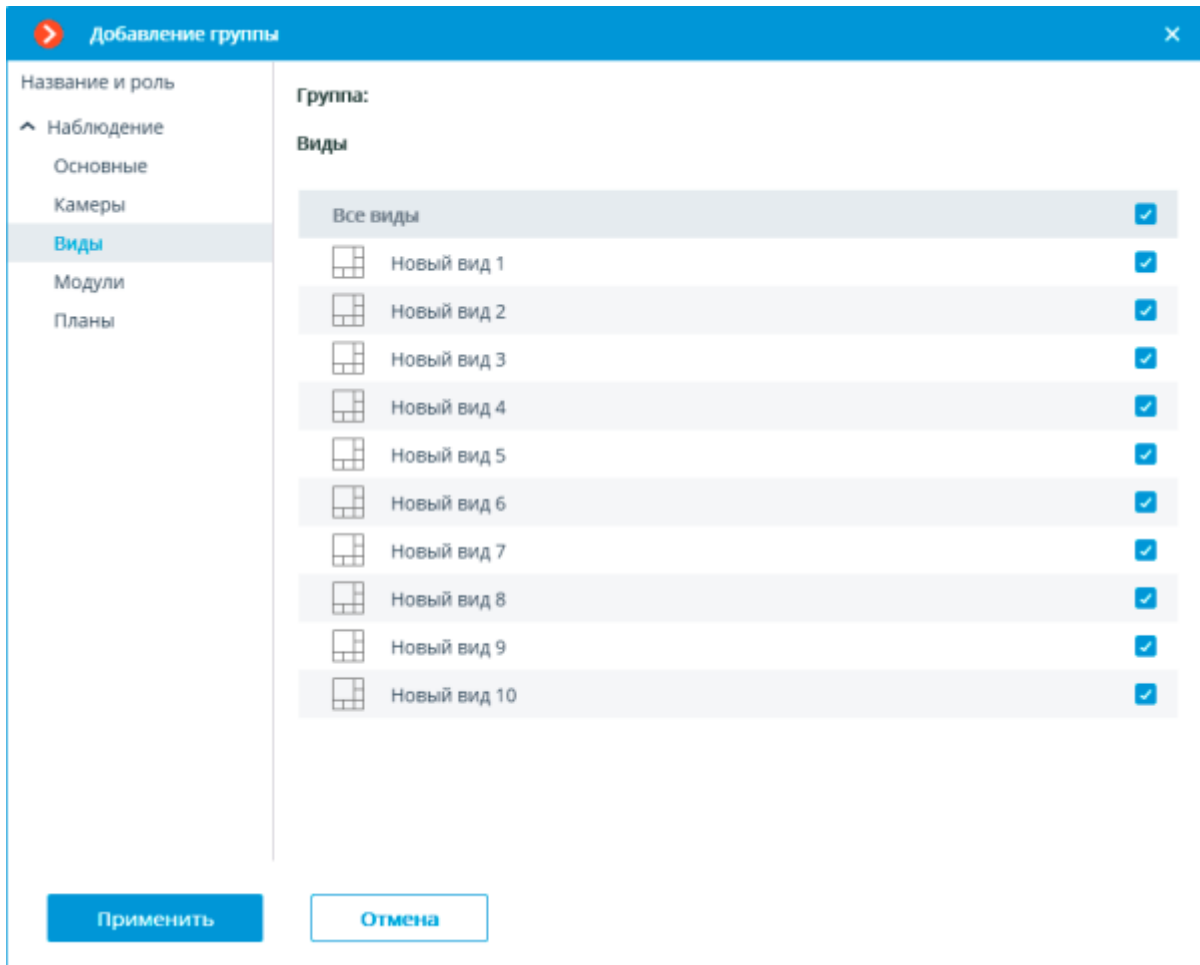 Добавление группы
Название и роль
Наблюдение
Основные
Камеры
Виды
Модули
Планы
Группа:
Виды
Все виды
Новый вид 1
Новый вид 2
Новый вид 3
Новый вид 4
Новый вид 5
Новый вид 6
Новый вид 7
Новый вид 8
Новый вид 9
Новый вид 10
Применить
Отмена